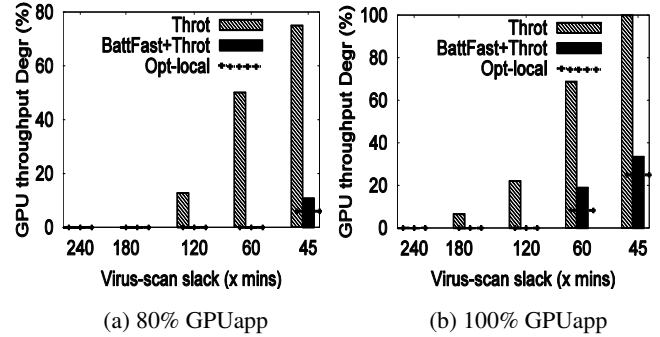 GPU throughput Degr (%)
80
60
40
20
0
Throt
BattFast+Throt
Opt-local
240 180 120 60 45
Virus-scan slack (x mins)
(a) 80% GPUapp
GPU throughput Degr (%)
100
80
60
40
20
0
Throt
BattFast+Throt
Opt-local
240 180 120 60 45
Virus-scan slack (x mins)
(b) 100% GPUapp